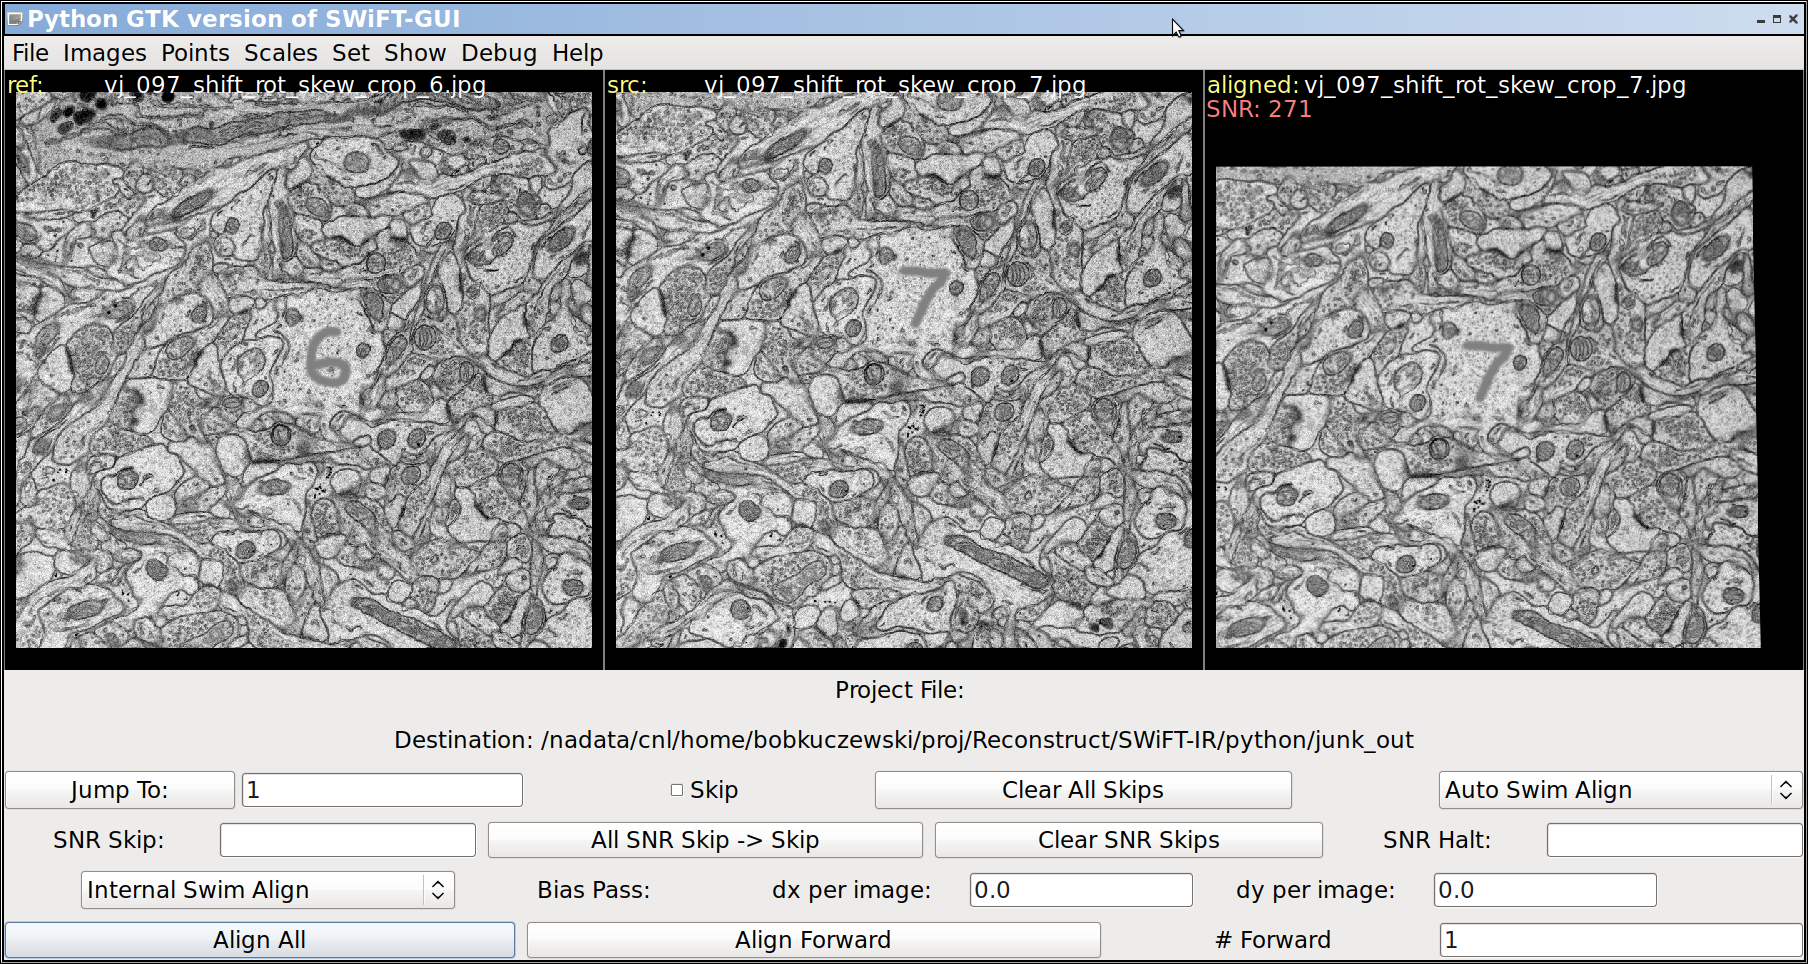 Python GTK version of SWiFT-GUI
File Images Points Scales Set Show Debug Help
ref: vj_097_shift_rot_skew_crop_6.jpg
src: vj_097_shift_rot_skew_crop_7.jpg
aligned: vj_097_shift_rot_skew_crop_7.jpg
SNR: 271
6
7
7
Project File:
Destination: /nadata/cnl/home/bobkuczewski/proj/Reconstruct/SWiFT-IR/python/junk_out
Jump To: 1 Skip Clear All Skips Auto Swim Align
SNR Skip: All SNR Skip -> Skip Clear SNR Skips SNR Halt:
Internal Swim Align Bias Pass: dx per image: 0.0 dy per image: 0.0
Align All Align Forward # Forward 1